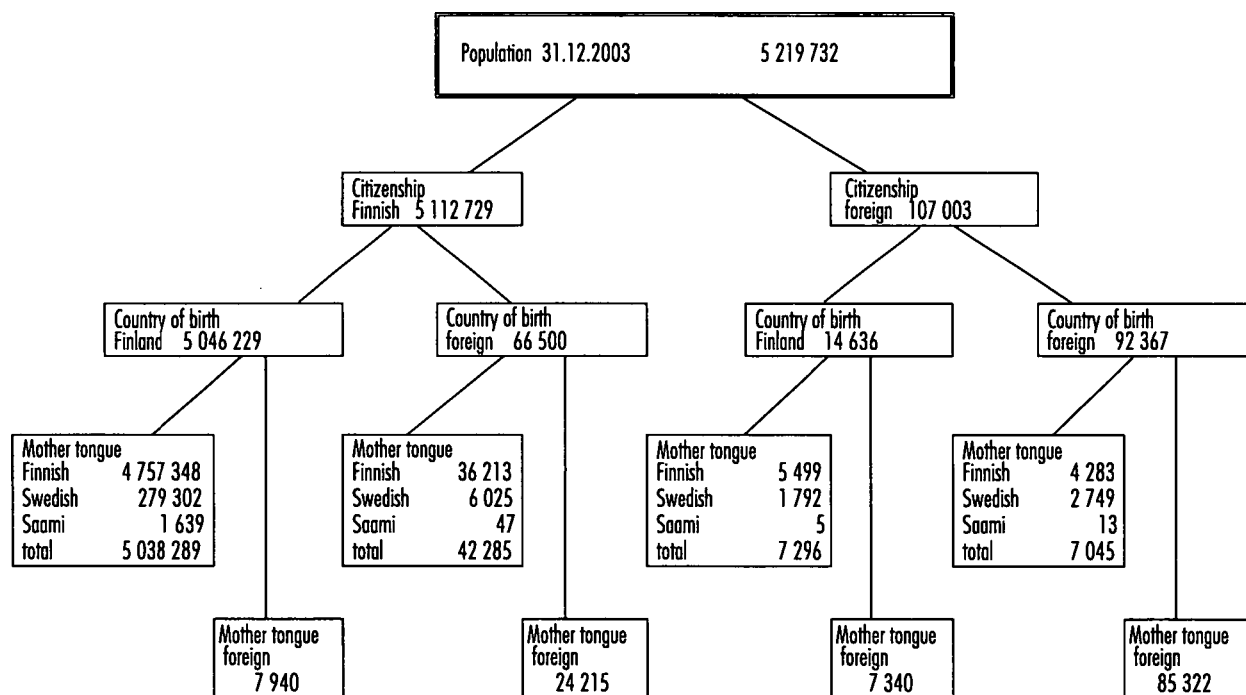 Population 31.12.2003 5 219 732
Citizenship
Finnish 5 112 729
Citizenship
foreign 107 003
Country of birth
Finland 5 046 229
Country of birth
foreign 66 500
Country of birth
Finland 14 636
Country of birth
foreign 92 367
Mother tongue
Finnish 4 757 348
Swedish 279 302
Saami 1 639
total 5 038 289
Mother tongue
Finnish 36 213
Swedish 6 025
Saami 47
total 42 285
Mother tongue
Finnish 5 499
Swedish 1 792
Saami 5
total 7 296
Mother tongue
Finnish 4 283
Swedish 2 749
Saami 13
total 7 045
Mother tongue
foreign
7 940
Mother tongue
foreign
24 215
Mother tongue
foreign
7 340
Mother tongue
foreign
85 322